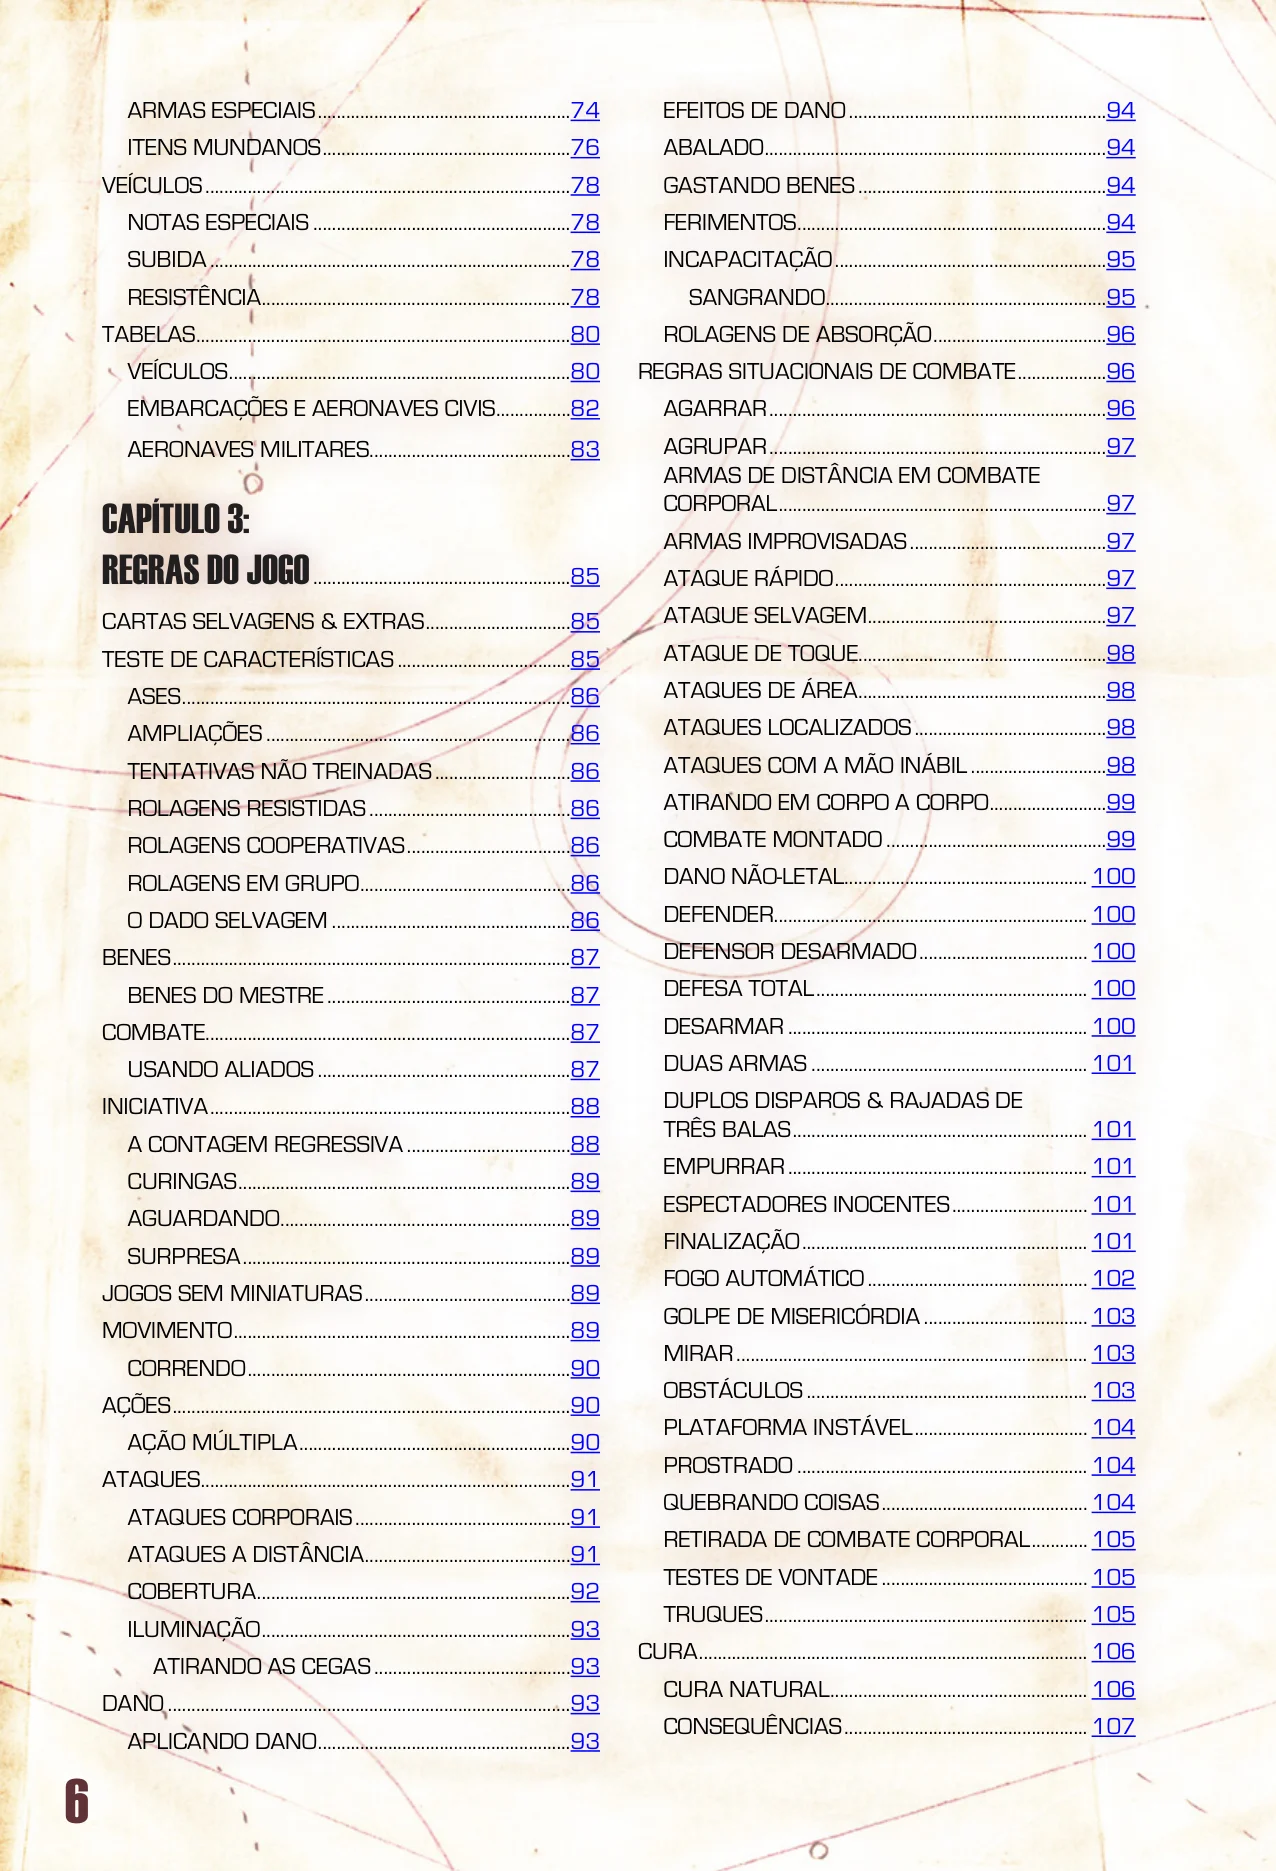 ARMAS ESPECIAIS.....74
ITENS MUNDANOS.....76
VEÍCULOS.....78
NOTAS ESPECIAIS.....78
SUBIDA.....78
RESISTÊNCIA.....78
TABELAS.....80
VEÍCULOS.....80
EMBARCAÇÕES E AERONAVES CIVIS.....82
AERONAVES MILITARES.....83
CAPÍTULO 3:
REGRAS DO JOGO.....85
CARTAS SELVAGENS & EXTRAS.....85
TESTE DE CARACTERÍSTICAS.....85
ASES.....86
AMPLIAÇÕES.....86
TENTATIVAS NÃO TREINADAS.....86
ROLAGENS RESISTIDAS.....86
ROLAGENS COOPERATIVAS.....86
ROLAGENS EM GRUPO.....86
O DADO SELVAGEM.....86
BENES.....87
BENES DO MESTRE.....87
COMBATE.....87
USANDO ALIADOS.....87
INICIATIVA.....88
A CONTAGEM REGRESSIVA.....88
CURINGAS.....89
AGUARDANDO.....89
SURPRESA.....89
JOGOS SEM MINIATURAS.....89
MOVIMENTO.....89
CORRENDO.....90
AÇÕES.....90
AÇÃO MÚLTIPLA.....90
ATAQUES.....91
ATAQUES CORPORAIS.....91
ATAQUES A DISTÂNCIA.....91
COBERTURA.....92
ILUMINAÇÃO.....93
ATIRANDO AS CEGAS.....93
DANO.....93
APLICANDO DANO.....93
EFEITOS DE DANO.....94
ABALADO.....94
GASTANDO BENES.....94
FERIMENTOS.....94
INCAPACITAÇÃO.....95
SANGRANDO.....95
ROLAGENS DE ABSORÇÃO.....96
REGRAS SITUACIONAIS DE COMBATE.....96
AGARRAR.....96
AGRUPAR.....97
ARMAS DE DISTÂNCIA EM COMBATE
CORPORAL.....97
ARMAS IMPROVISADAS.....97
ATAQUE RÁPIDO.....97
ATAQUE SELVAGEM.....97
ATAQUE DE TOQUE.....98
ATAQUES DE ÁREA.....98
ATAQUES LOCALIZADOS.....98
ATAQUES COM A MÃO INÁBIL.....98
ATIRANDO EM CORPO A CORPO.....99
COMBATE MONTADO.....99
DANO NÃO-LETAL.....100
DEFENDER.....100
DEFENSOR DESARMADO.....100
DEFESA TOTAL.....100
DESARMAR.....100
DUAS ARMAS.....101
DUPLOS DISPAROS & RAJADAS DE
TRÊS BALAS.....101
EMPURRAR.....101
ESPECTADORES INOCENTES.....101
FINALIZAÇÃO.....101
FOGO AUTOMÁTICO.....102
GOLPE DE MISERICÓRDIA.....103
MIRAR.....103
OBSTÁCULOS.....103
PLATAFORMA INSTÁVEL.....104
PROSTRADO.....104
QUEBRANDO COISAS.....104
RETIRADA DE COMBATE CORPORAL.....105
TESTES DE VONTADE.....105
TRUQUES.....105
CURA.....106
CURA NATURAL.....106
CONSEQUÊNCIAS.....107
6